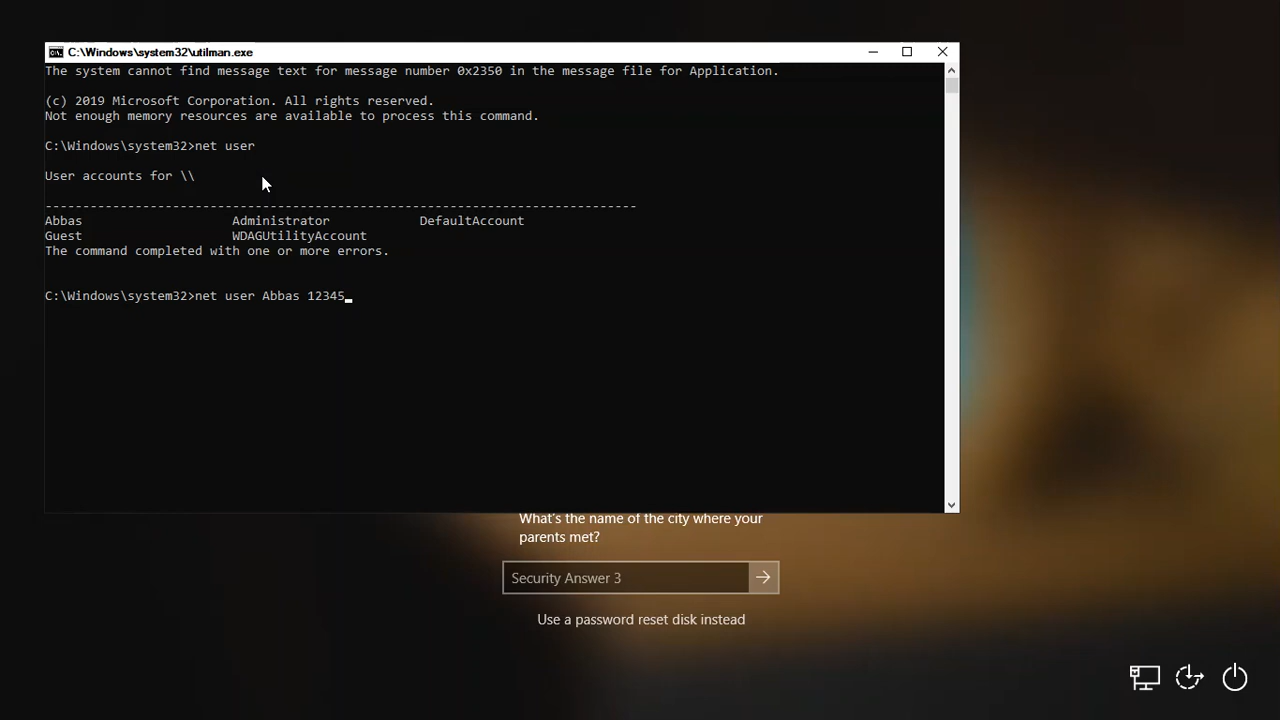 C:\Windows\system32\utilman.exe
The system cannot find message text for message number 0x2350 in the message file for Application.
(c) 2019 Microsoft Corporation. All rights reserved.
Not enough memory resources are available to process this command.
C:\Windows\system32>net user
User accounts for \\
-------------------------------------------------------------------------------
Abbas Administrator DefaultAccount
Guest WDAGUtilityAccount
The command completed with one or more errors.
C:\Windows\system32>net user Abbas 12345_
What's the name of the city where your
parents met?
Security Answer 3
Use a password reset disk instead